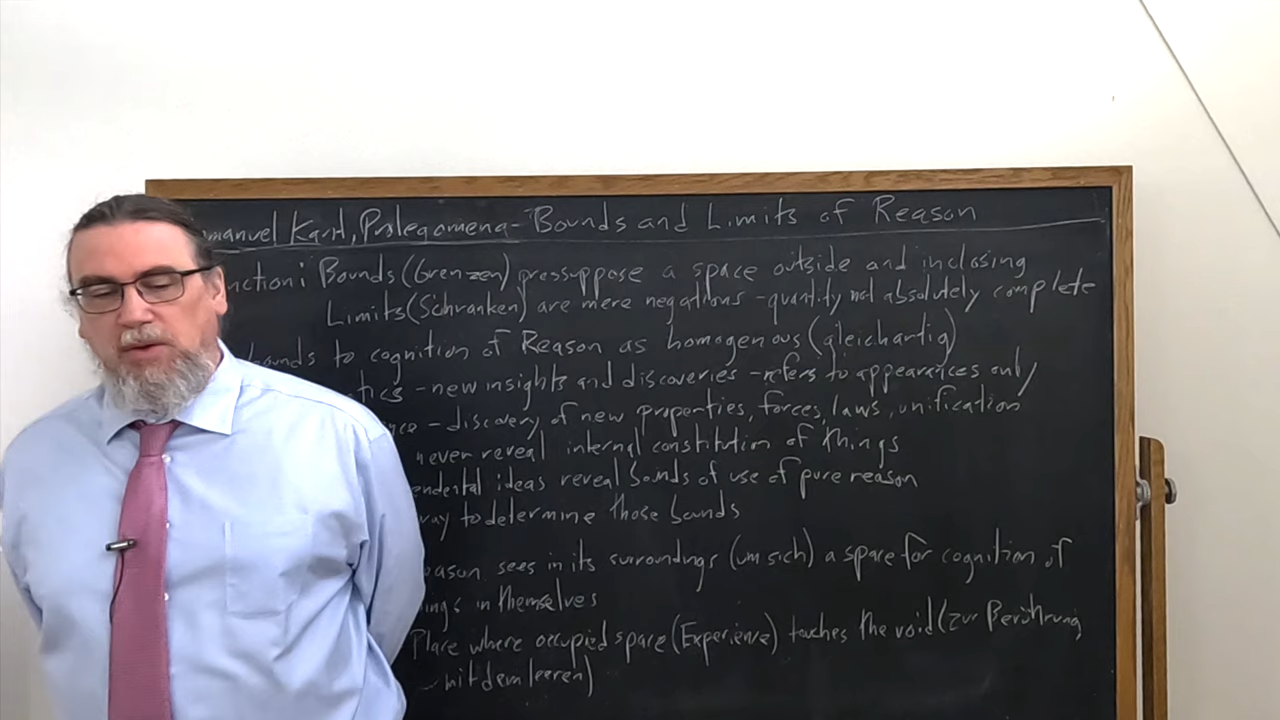 manuel Kant, Prolegomena - Bounds and Limits of Reason
nction: Bounds (Grenzen) pressuppose a space outside and inclosing
Limits (Schranken) are mere negations - quantity not absolutely complete
bounds to cognition of Reason as homogenous (gleichartig)
tics - new insights and discoveries - refers to appearances only
nce - discovery of new properties, forces, laws, unification
never reveal internal constitution of things
endental ideas reveal bounds of use of pure reason
way to determine those bounds
eason sees in its surroundings (um sich) a space for cognition of
ings in themselves
Place where occupied space (Experience) touches the void (zur Berührung
mit dem leeren)